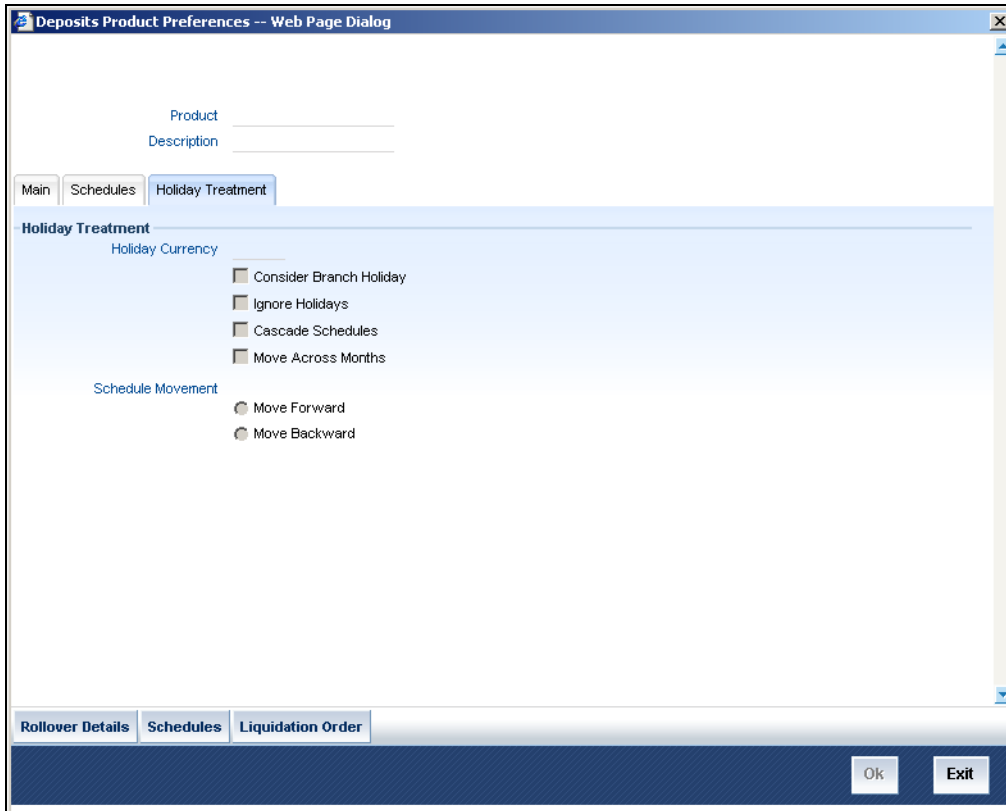 Deposits Product Preferences -- Web Page Dialog
Product
Description
Main Schedules Holiday Treatment
Holiday Treatment
Holiday Currency
Consider Branch Holiday
Ignore Holidays
Cascade Schedules
Move Across Months
Schedule Movement
Move Forward
Move Backward
Rollover Details Schedules Liquidation Order
Ok Exit